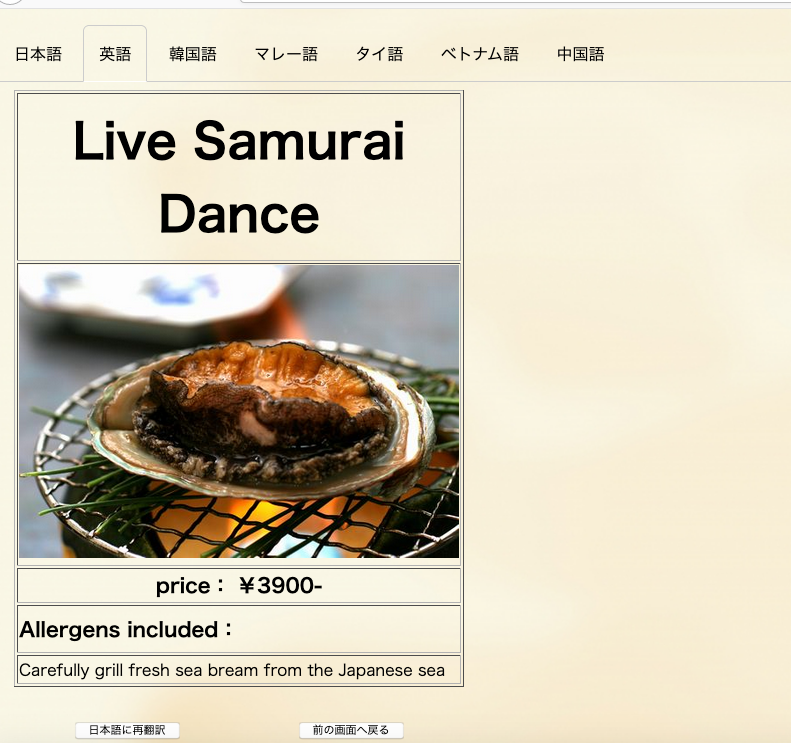 日本語 英語 韓国語 マレー語 タイ語 ベトナム語 中国語
Live Samurai
Dance
price： ￥3900-
Allergens included：
Carefully grill fresh sea bream from the Japanese sea
日本語に再翻訳 前の画面へ戻る